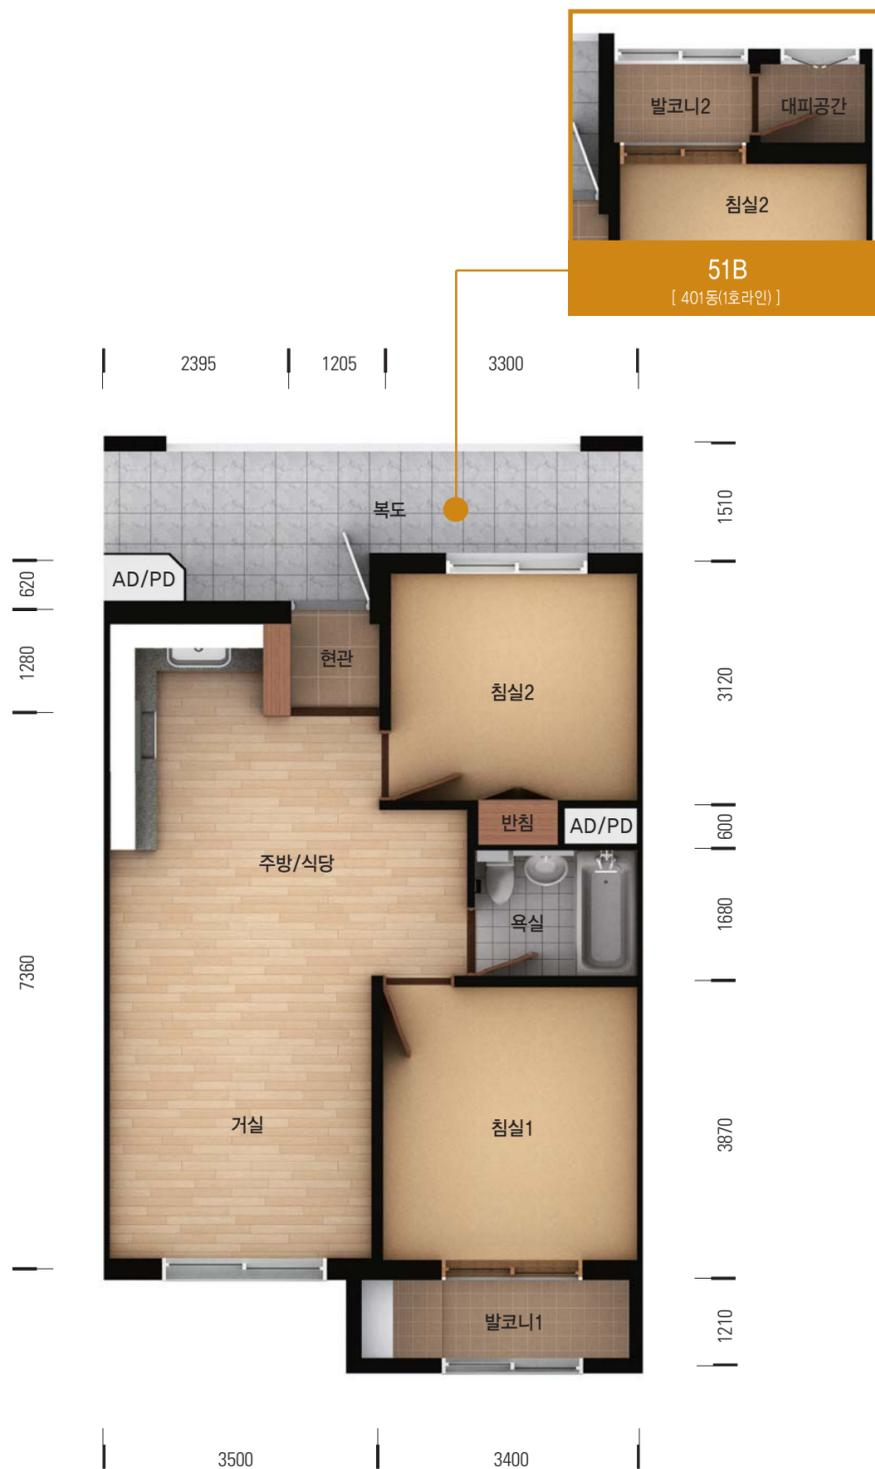 발코니2
대피공간
침실2
51B
[ 401동(1호라인) ]
2395
1205
3300
복도
1510
AD/PD
620
현관
1280
침실2
3120
반침
AD/PD
600
주방/식당
욕실
1680
7360
거실
침실1
3870
발코니1
1210
3500
3400